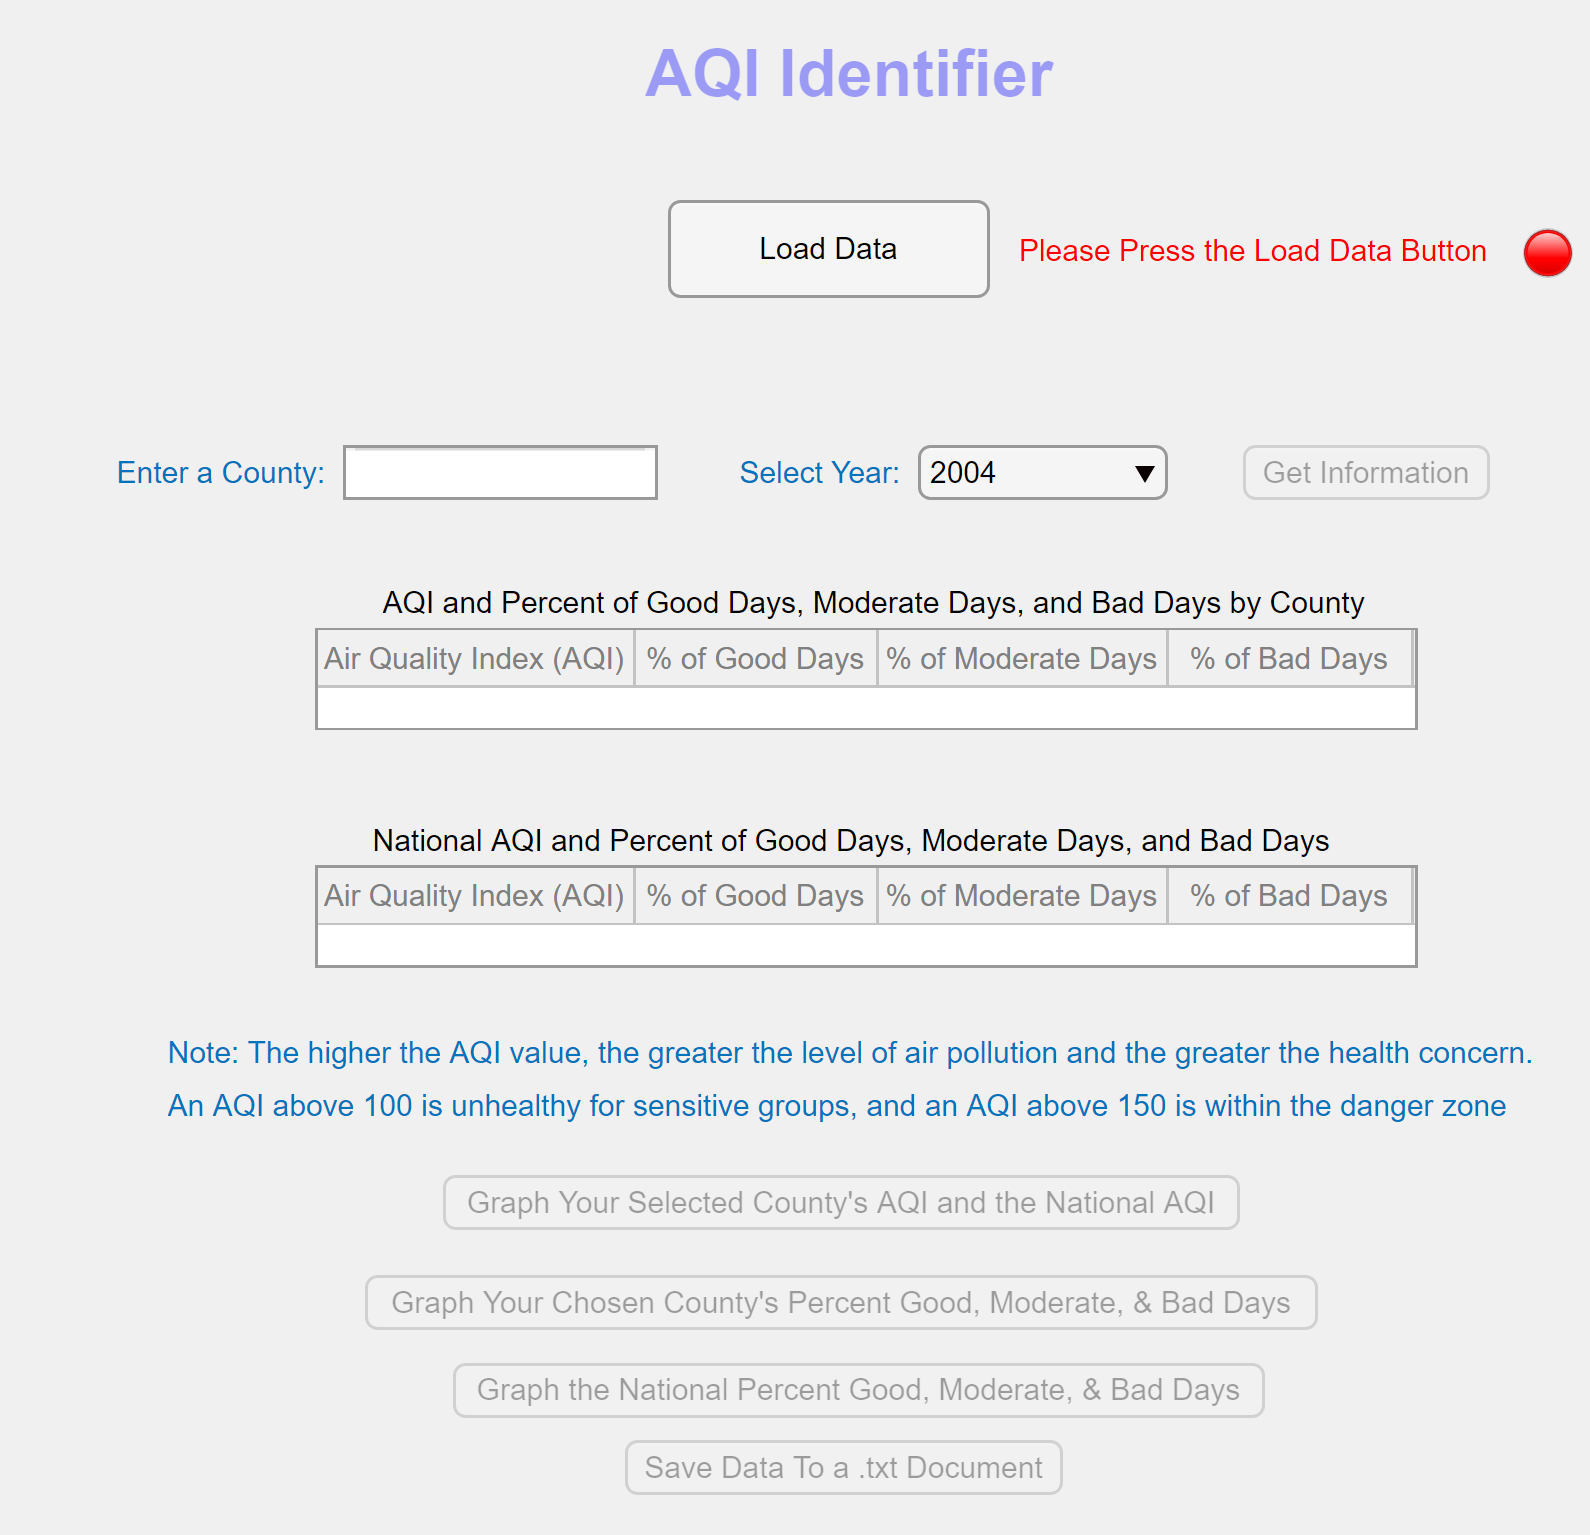 AQI Identifier
Load Data
Please Press the Load Data Button
Enter a County:
Select Year:
2004
Get Information
AQI and Percent of Good Days, Moderate Days, and Bad Days by County
Air Quality Index (AQI) % of Good Days % of Moderate Days % of Bad Days
National AQI and Percent of Good Days, Moderate Days, and Bad Days
Air Quality Index (AQI) % of Good Days % of Moderate Days % of Bad Days
Note: The higher the AQI value, the greater the level of air pollution and the greater the health concern.
An AQI above 100 is unhealthy for sensitive groups, and an AQI above 150 is within the danger zone
Graph Your Selected County's AQI and the National AQI
Graph Your Chosen County's Percent Good, Moderate, & Bad Days
Graph the National Percent Good, Moderate, & Bad Days
Save Data To a .txt Document